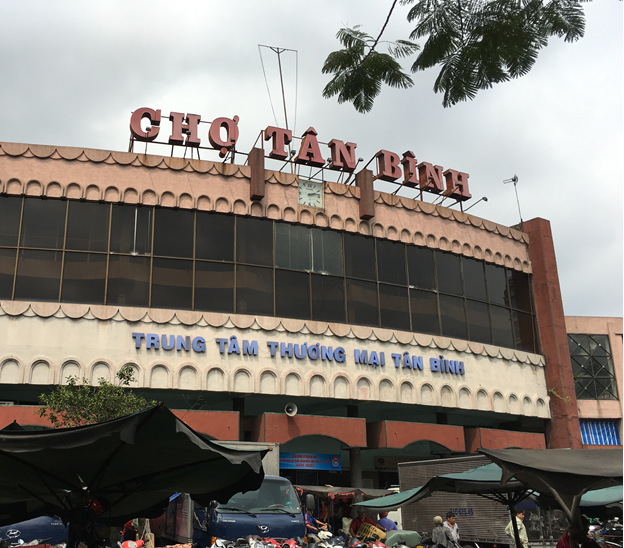 CHỢ TÂN BÌNH
TRUNG TÂM THƯƠNG MẠI TÂN BÌNH